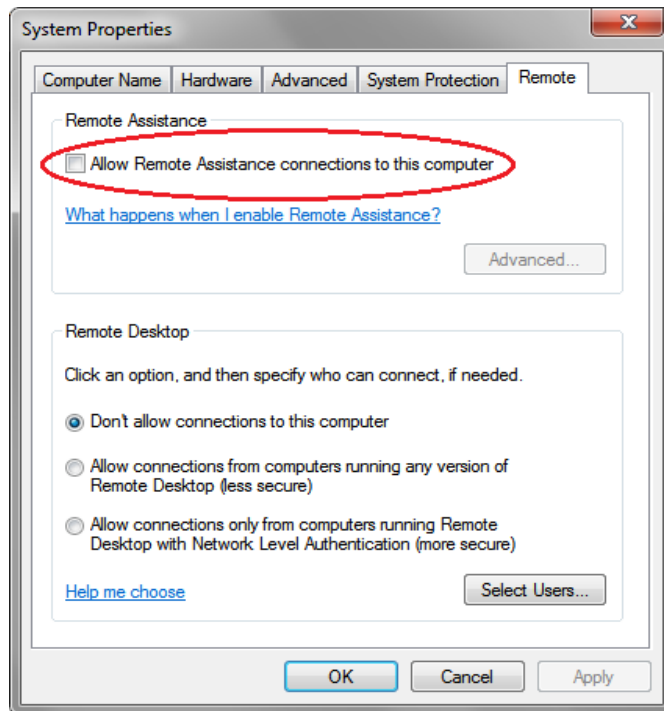 System Properties
Computer Name Hardware Advanced System Protection Remote
Remote Assistance
Allow Remote Assistance connections to this computer
What happens when I enable Remote Assistance?
Advanced...
Remote Desktop
Click an option, and then specify who can connect, if needed.
Don't allow connections to this computer
Allow connections from computers running any version of
Remote Desktop (less secure)
Allow connections only from computers running Remote
Desktop with Network Level Authentication (more secure)
Help me choose
Select Users...
OK Cancel Apply